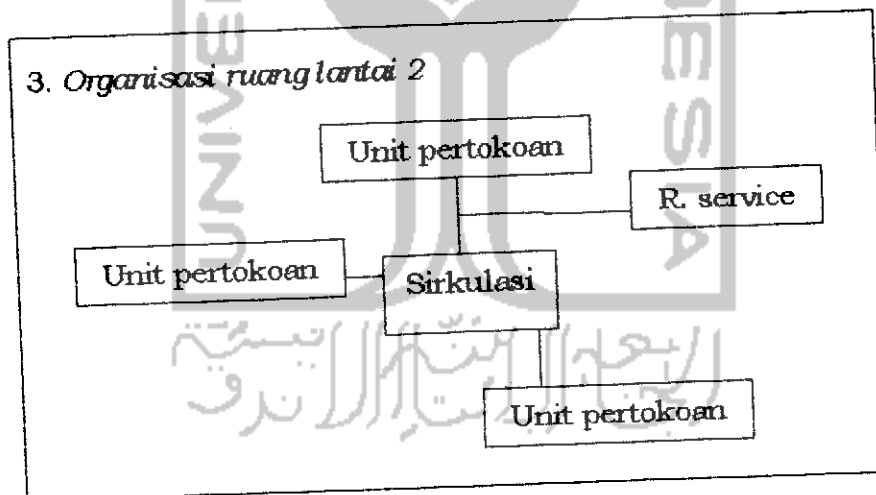 3. Organisasi ruang lantai 2
Unit pertokoan
R. service
Unit pertokoan
Sirkulasi
Unit pertokoan